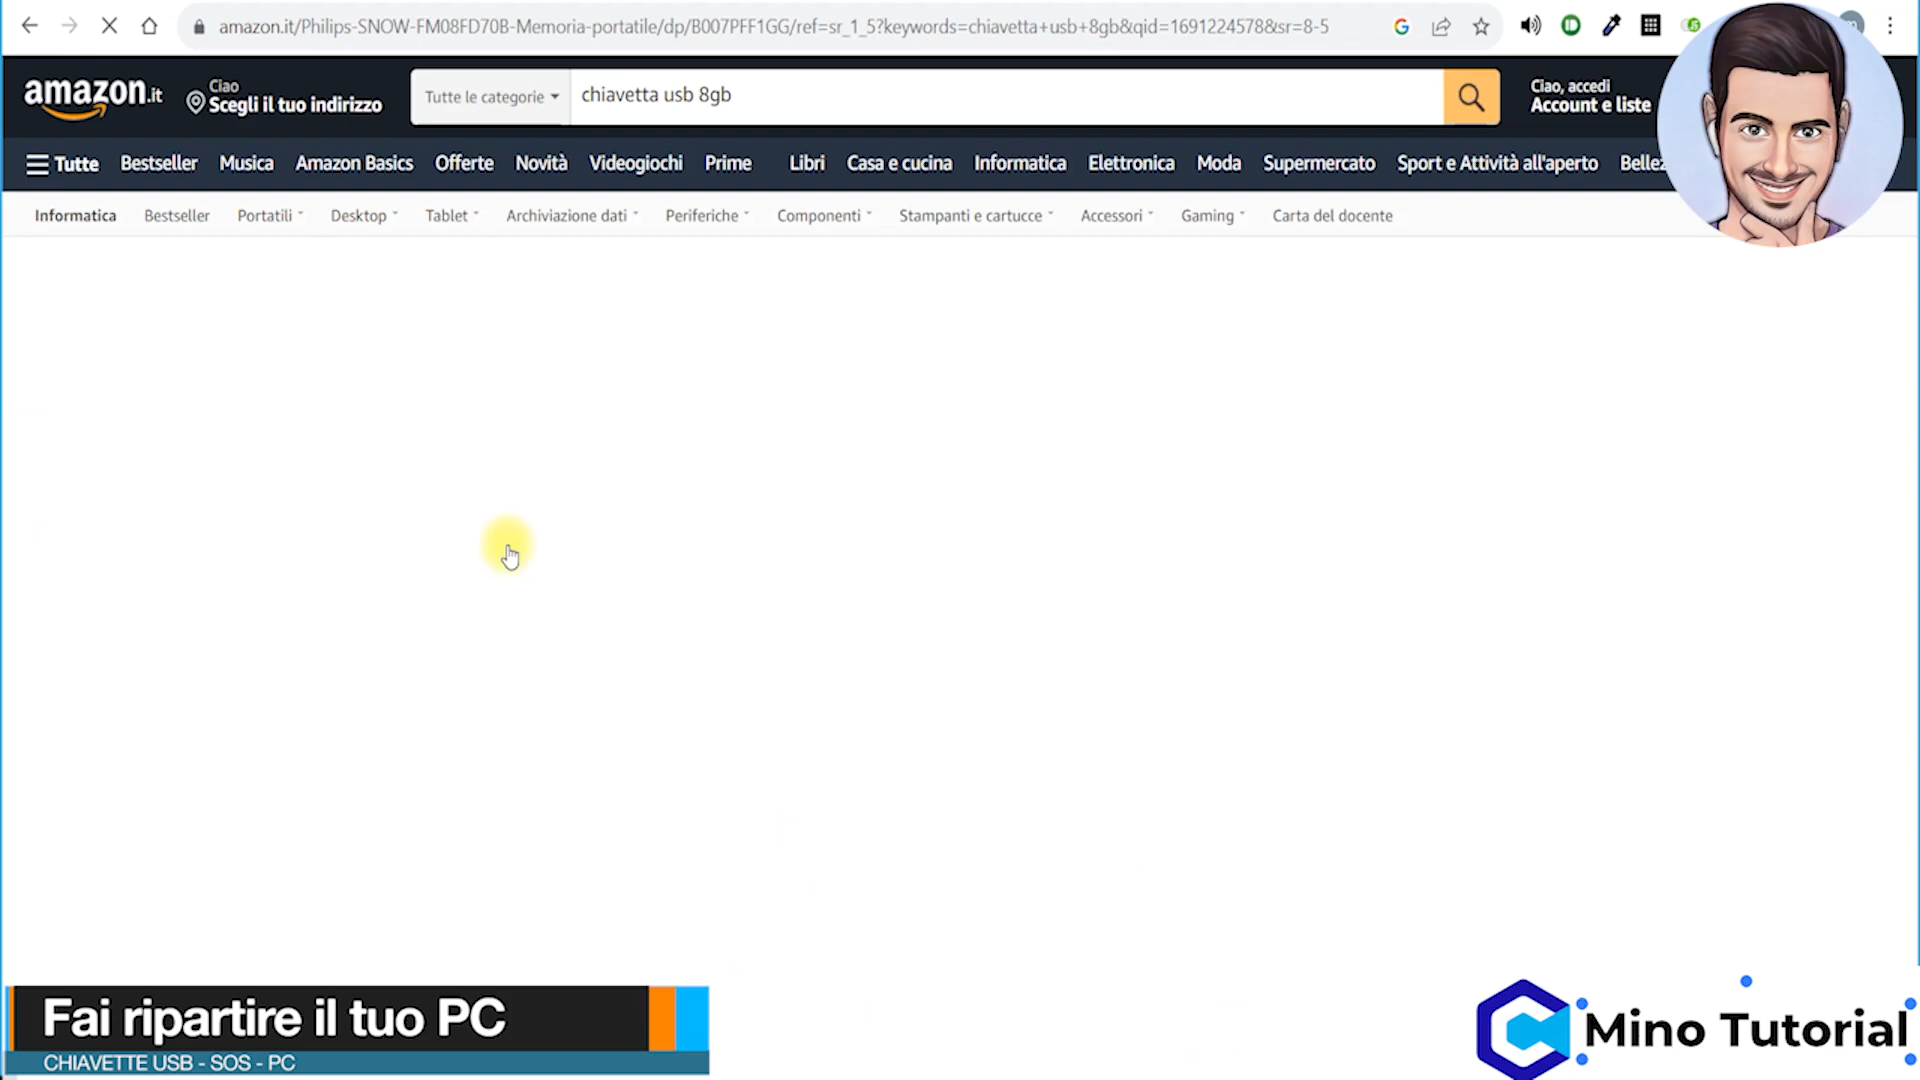 amazon.it/Philips-SNOW-FM08FD70B-Memoria-portatile/dp/B007PFF1GG/ref=sr_1_5?keywords=chiavetta+usb+8gb&qid=1691224578&sr=8-5
amazon.it
Ciao
Scegli il tuo indirizzo
Tutte le categorie
chiavetta usb 8gb
Ciao, accedi
Account e liste
Tutte Bestseller Musica Amazon Basics Offerte Novità Videogiochi Prime Libri Casa e cucina Informatica Elettronica Moda Supermercato Sport e Attività all'aperto
Informatica Bestseller Portatili Desktop Tablet Archiviazione dati Periferiche Componenti Stampanti e cartucce Accessori Gaming Carta del docente
Fai ripartire il tuo PC
CHIAVETTE USB - SOS - PC
Mino Tutorial